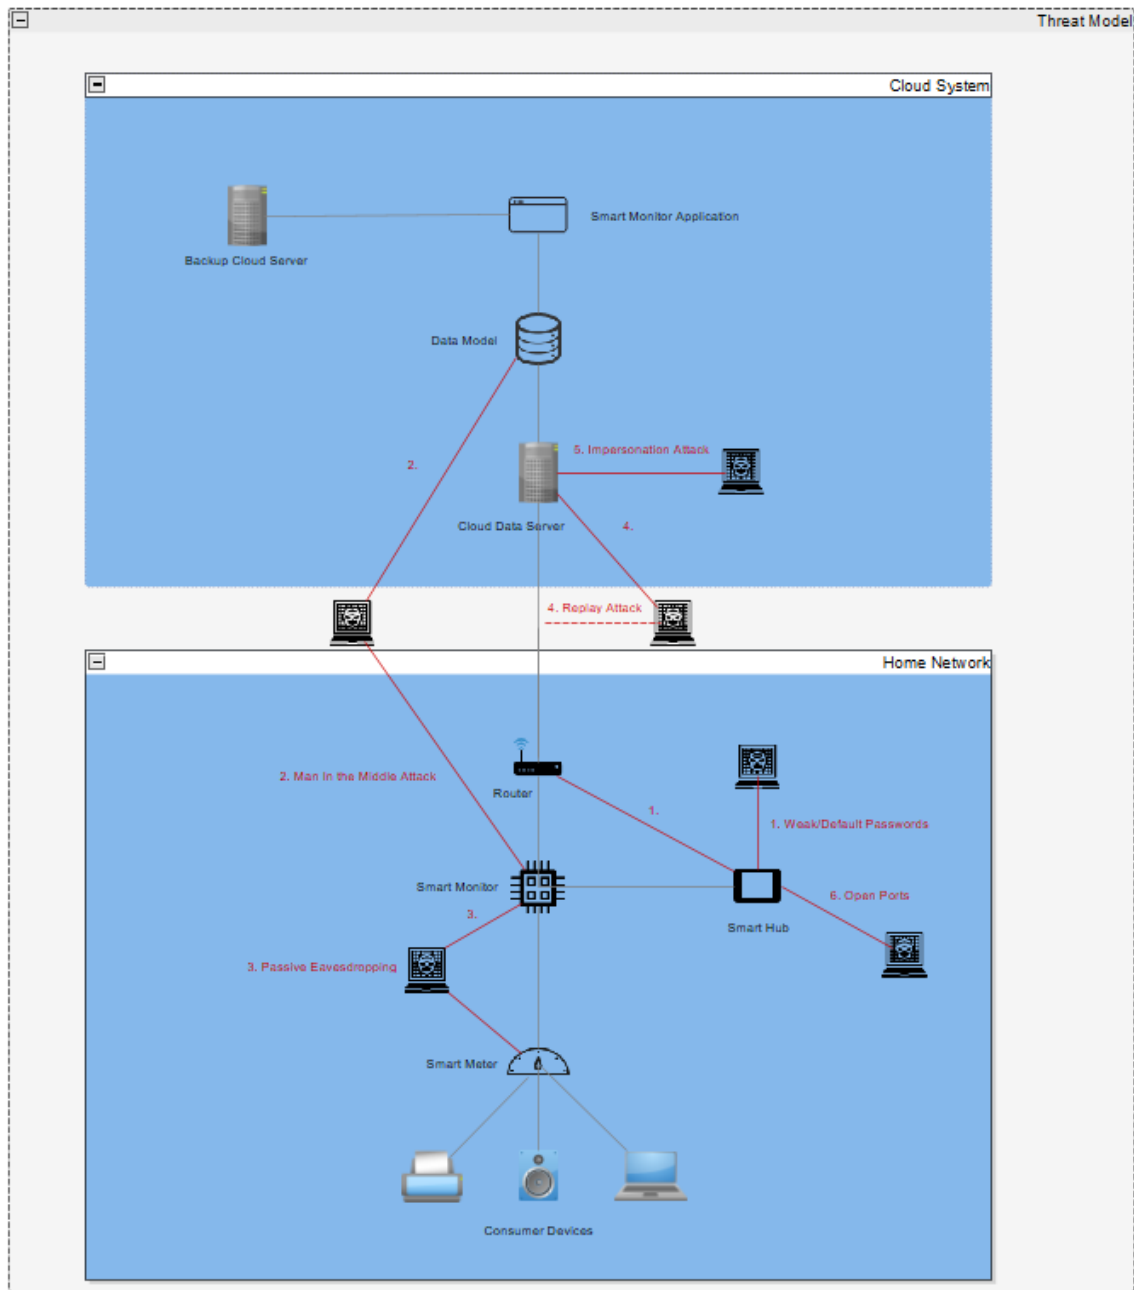 Threat Model
Cloud System
Smart Monitor Application
Backup Cloud Server
Data Model
5. Impersonation Attack
2.
Cloud Data Server
4.
4. Replay Attack
Home Network
2. Man In the Middle Attack
Router
1.
1. Weak/Default Passwords
Smart Monitor
6. Open Ports
3.
Smart Hub
3. Passive Eavesdropping
Smart Meter
Consumer Devices